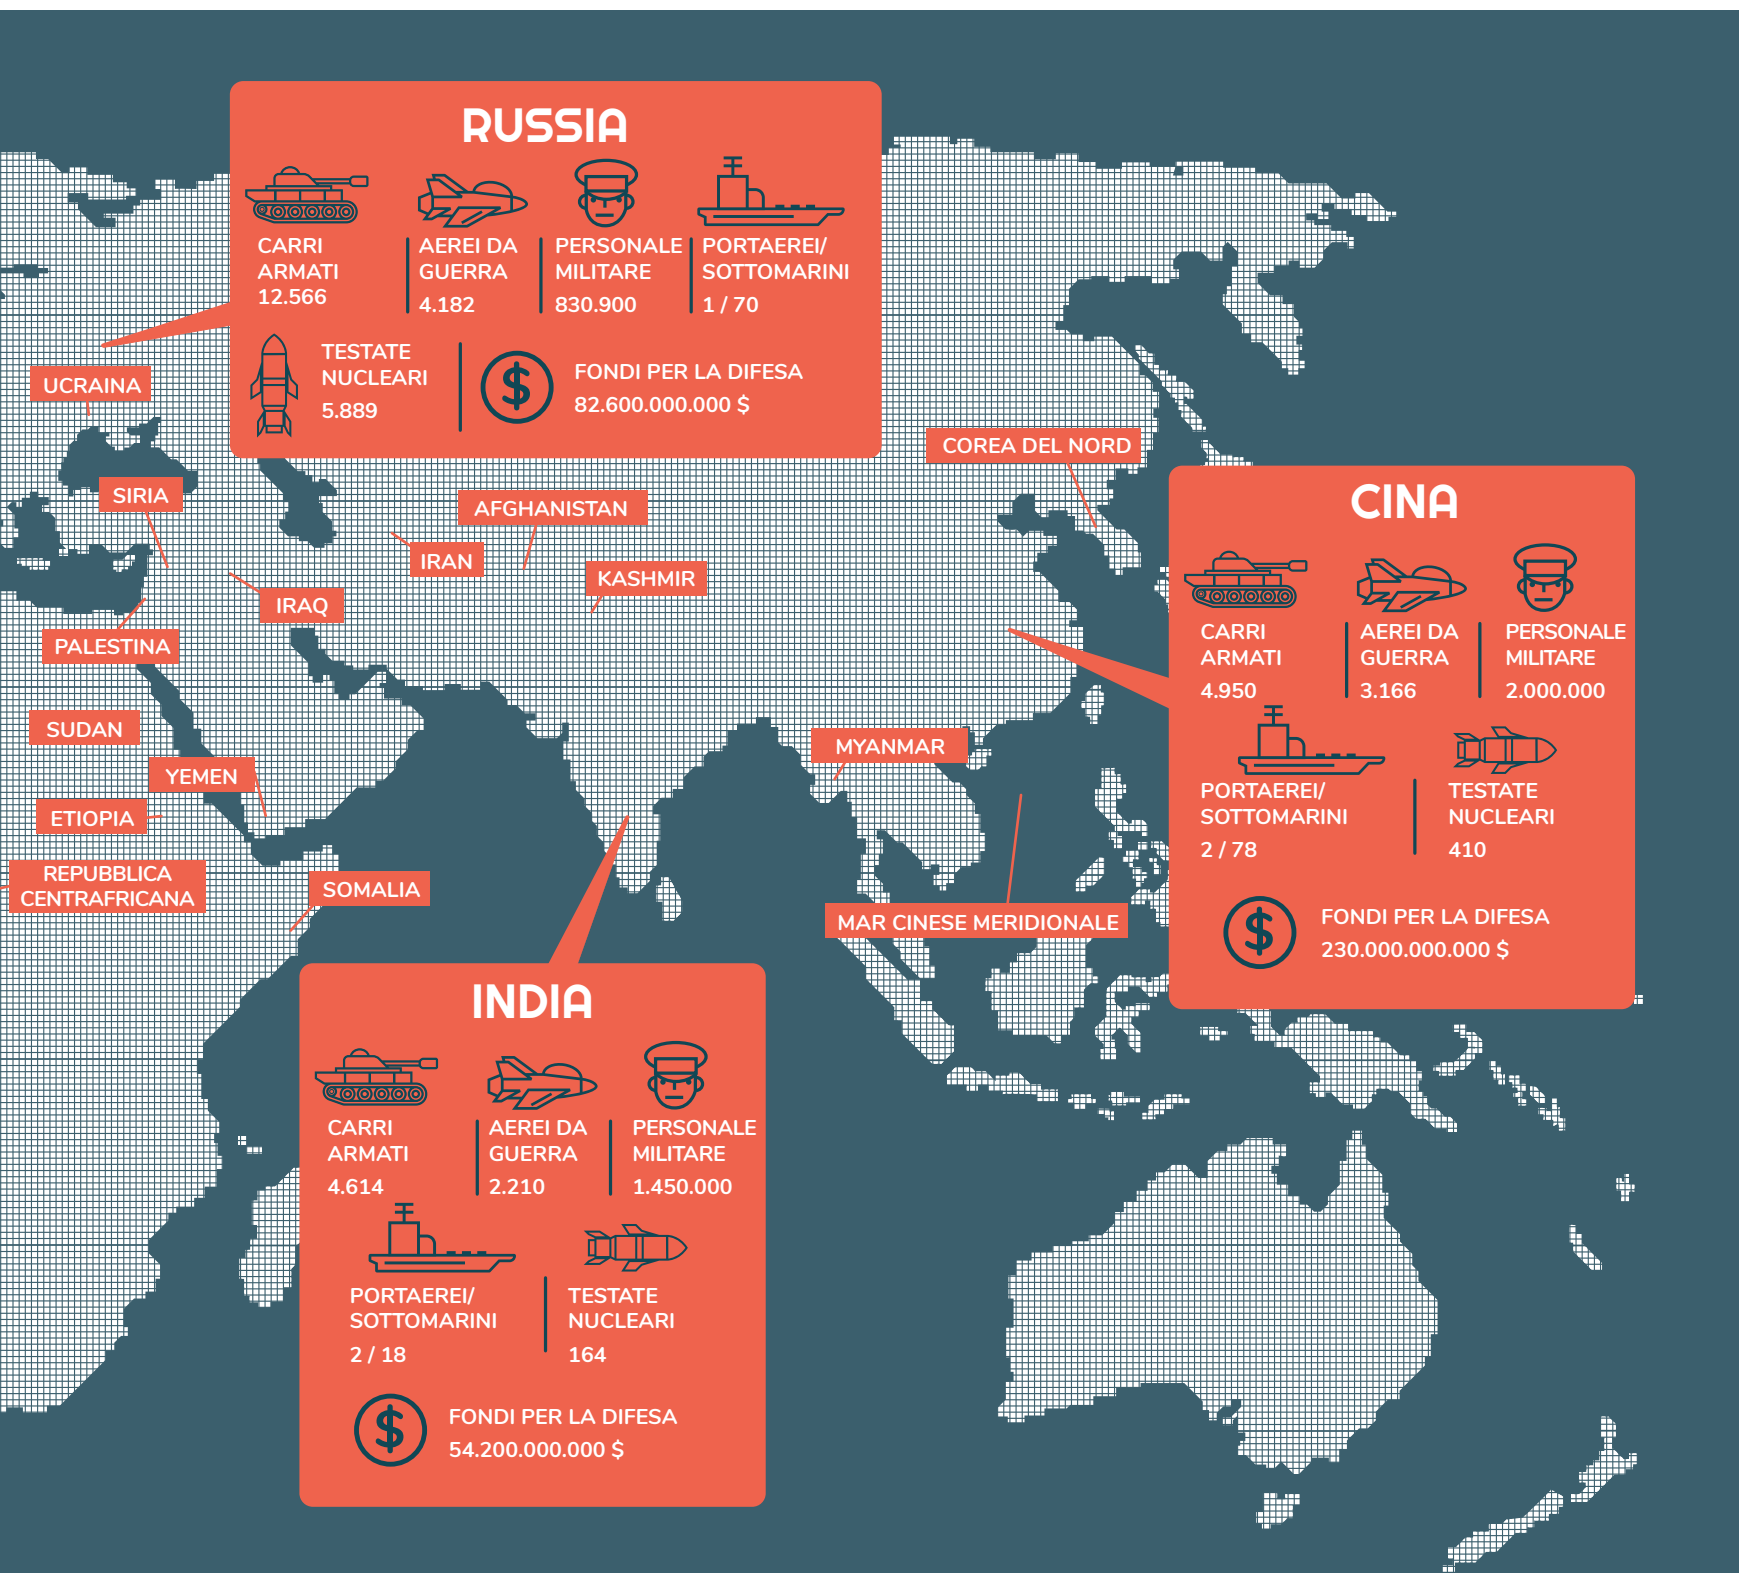 RUSSIA
CARRI
ARMATI
12.566
AEREI DA
GUERRA
4.182
PERSONALE
MILITARE
830.900
PORTAEREI/
SOTTOMARINI
1 / 70
TESTATE
NUCLEARI
5.889
FONDI PER LA DIFESA
82.600.000.000 $
UCRAINA
COREA DEL NORD
SIRIA
AFGHANISTAN
IRAN
KASHMIR
IRAQ
PALESTINA
SUDAN
YEMEN
MYANMAR
ETIOPIA
REPUBBLICA
CENTRAFRICANA
SOMALIA
MAR CINESE MERIDIONALE
CINA
CARRI
ARMATI
4.950
AEREI DA
GUERRA
3.166
PERSONALE
MILITARE
2.000.000
PORTAEREI/
SOTTOMARINI
2 / 78
TESTATE
NUCLEARI
410
FONDI PER LA DIFESA
230.000.000.000 $
INDIA
CARRI
ARMATI
4.614
AEREI DA
GUERRA
2.210
PERSONALE
MILITARE
1.450.000
PORTAEREI/
SOTTOMARINI
2 / 18
TESTATE
NUCLEARI
164
FONDI PER LA DIFESA
54.200.000.000 $